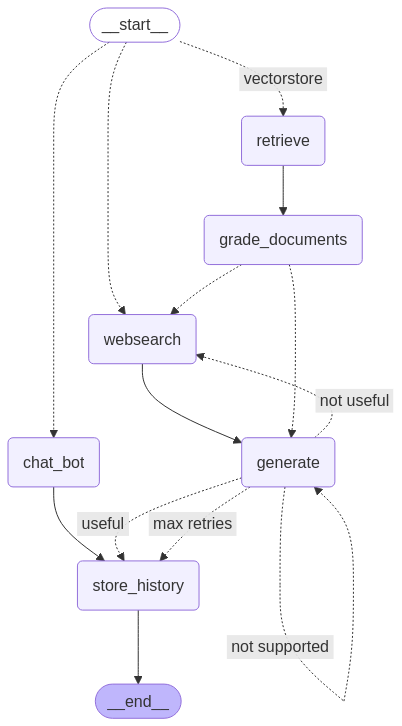 __start__
vectorstore
retrieve
grade_documents
websearch
not useful
chat_bot
generate
useful
max retries
store_history
not supported
__end__